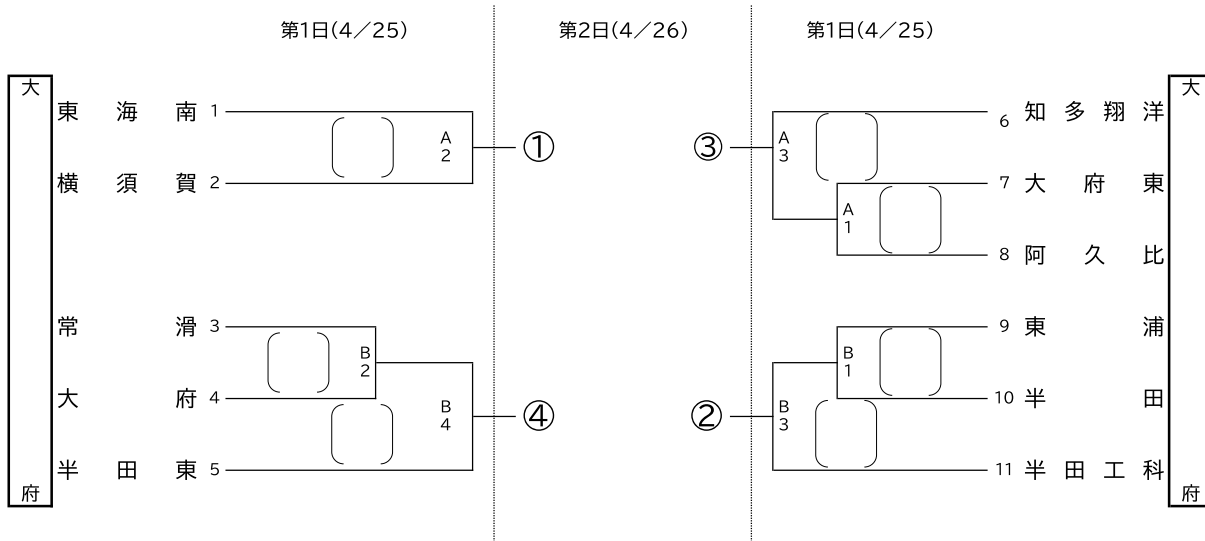 第1日(4／25)　第2日(4／26)　第1日(4／25)
大　大
東海南 1　6 知多翔洋
A 2　①　③　A 3
横須賀 2　7 大府東
A 1
8 阿久比
常滑 3　9 東浦
B 2　B 1
大府 4　10 半田
B 4　④　②　B 3
半田東 5　11 半田工科
府　府